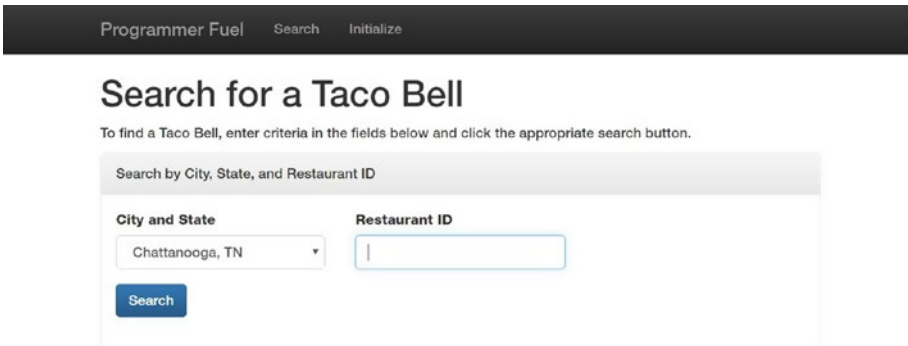 Programmer Fuel Search Initialize
Search for a Taco Bell
To find a Taco Bell, enter criteria in the fields below and click the appropriate search button.
Search by City, State, and Restaurant ID
City and State Restaurant ID
Chattanooga, TN
Search